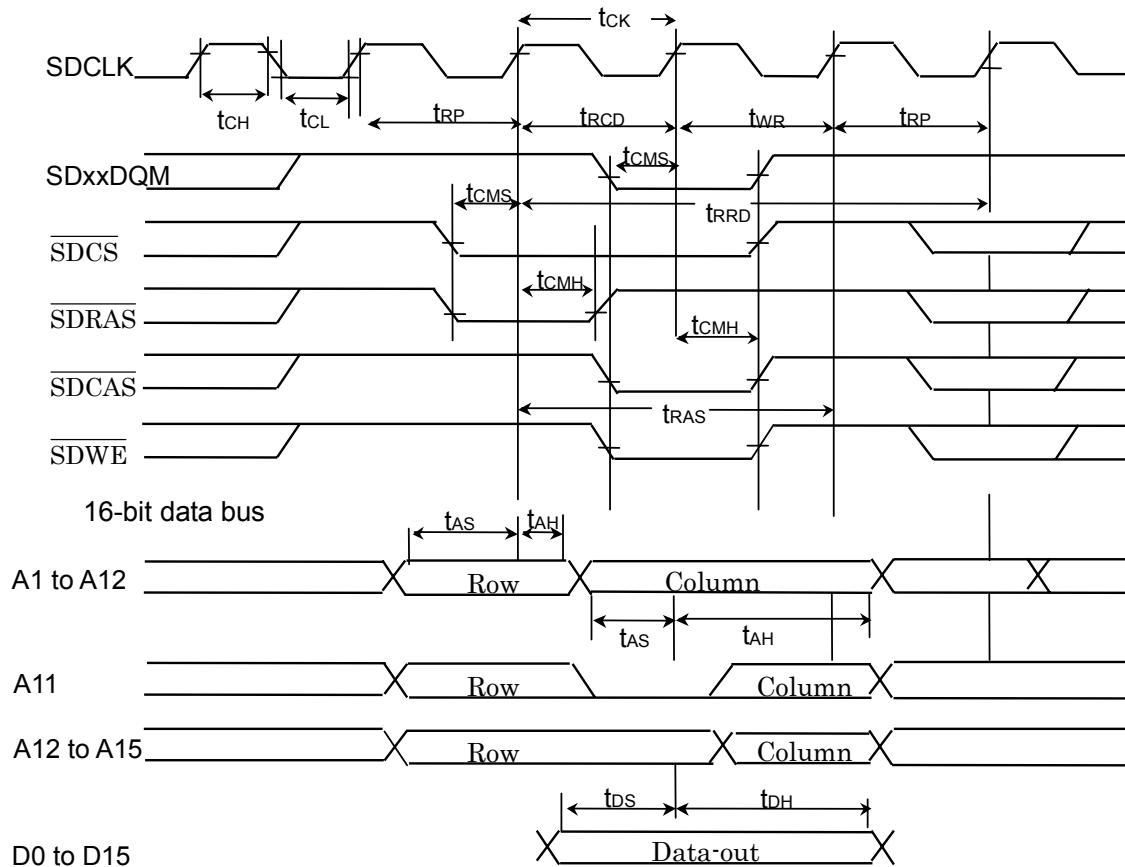 tCK
SDCLK
tCH
tCL
tRP
tRCD
tWR
tRP
SDxxDQM
tCMS
tCMS
tRRD
SDCS
tCMH
SDRAS
tCMH
SDCAS
tRAS
SDWE
16-bit data bus
tAS
tAH
A1 to A12
Row
Column
tAS
tAH
A11
Row
Column
A12 to A15
Row
Column
tDS
tDH
D0 to D15
Data-out